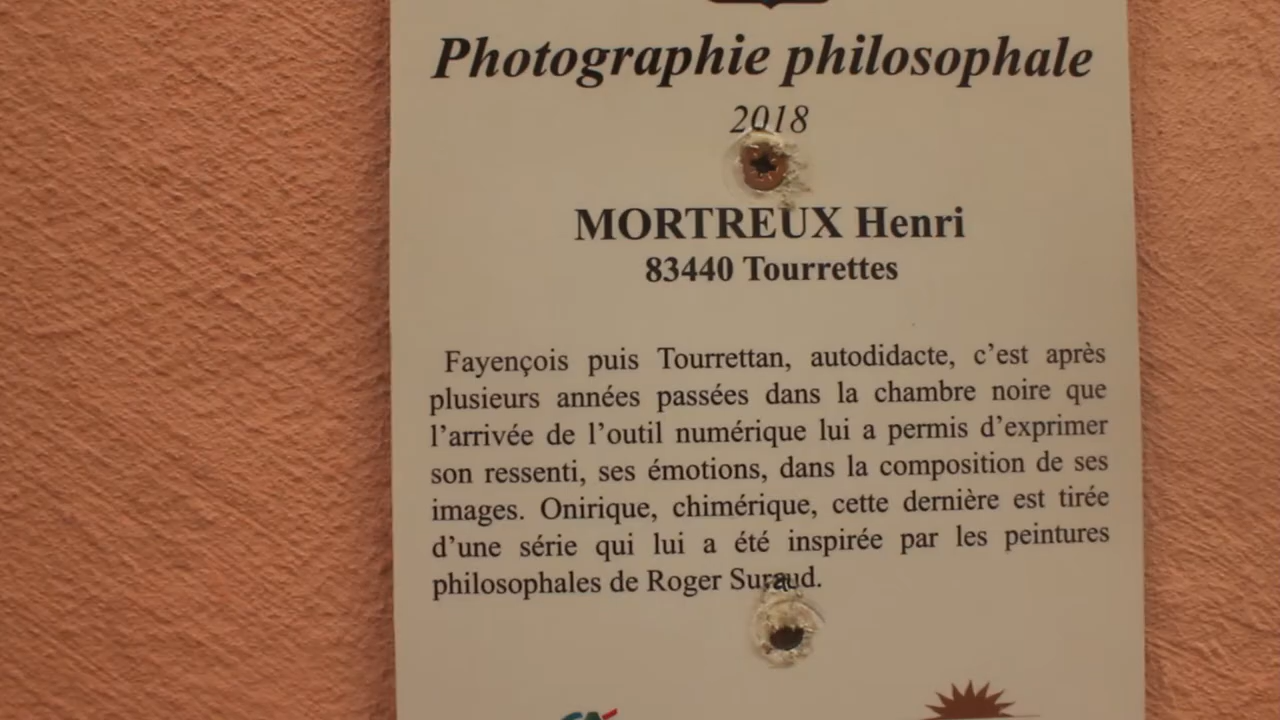 Photographie philosophale
2018
MORTREUX Henri
83440 Tourrettes
Fayençois puis Tourrettan, autodidacte, c’est après
plusieurs années passées dans la chambre noire que
l’arrivée de l’outil numérique lui a permis d’exprimer
son ressenti, ses émotions, dans la composition de ses
images. Onirique, chimérique, cette dernière est tirée
d’une série qui lui a été inspirée par les peintures
philosophales de Roger Suraud.